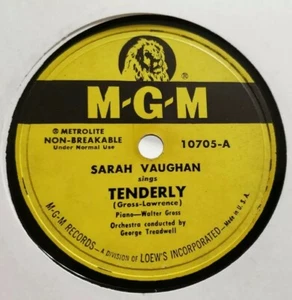 M-G-M
® METROLITE
NON-BREAKABLE
Under Normal Use
10705-A
SARAH VAUGHAN
sings
TENDERLY
(Gross-Lawrence)
Piano-Walter Gross
Orchestra conducted by
George Treadwell
M-G-M RECORDS—A DIVISION OF LOEW'S INCORPORATED—Made in U.S.A.